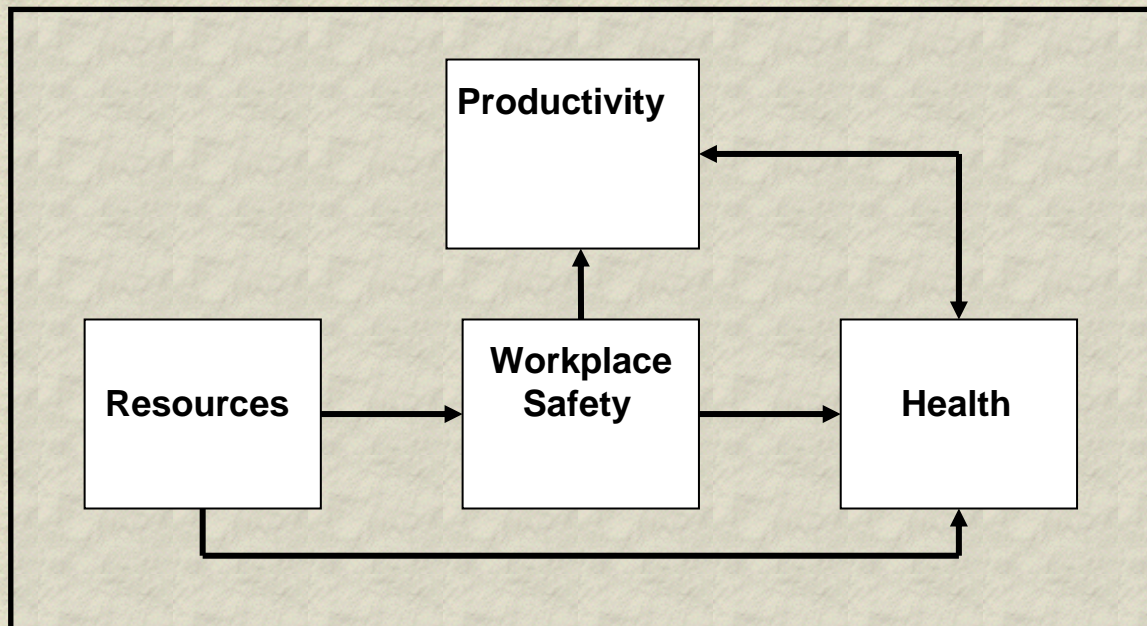 Productivity
Resources
Workplace
Safety
Health